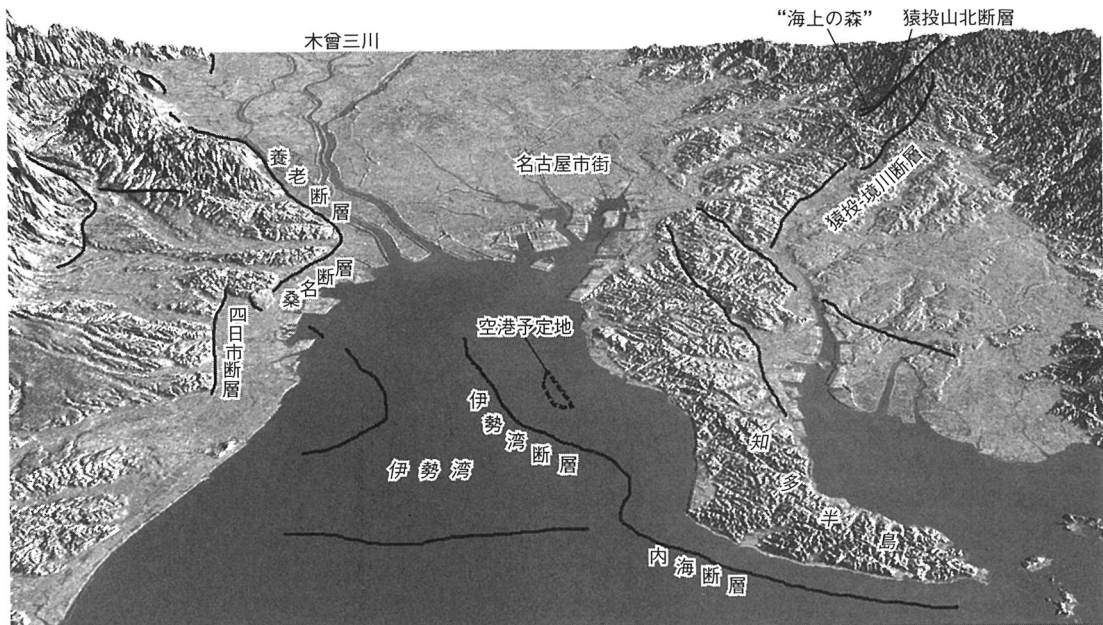 “海上の森”
猿投山北断層
木曾三川
名古屋市街
養老断層
猿投-境川断層
桑名断層
四日市断層
空港予定地
伊勢湾断層
伊勢湾
知多半島
内海断層